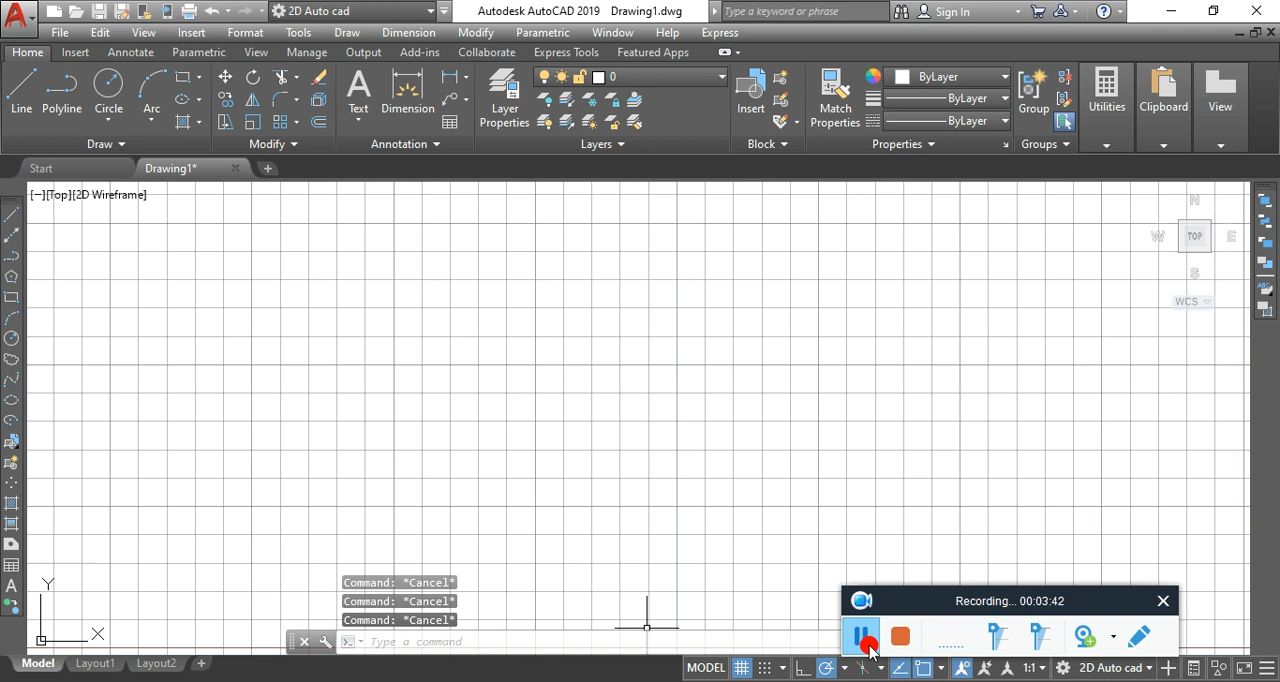 A 2D Auto cad Autodesk AutoCAD 2019 Drawing1.dwg Type a keyword or phrase Sign In ?
File Edit View Insert Format Tools Draw Dimension Modify Parametric Window Help Express
Home Insert Annotate Parametric View Manage Output Add-ins Collaborate Express Tools Featured Apps
0 ByLayer
Line Polyline Circle Arc A Text Dimension Layer Properties Insert Match Properties ByLayer Group Utilities Clipboard View
ByLayer
Draw Modify Annotation Layers Block Properties Groups
Start Drawing1* +
[−][Top][2D Wireframe]
N
W TOP E
S
WCS
ABC
A
Y
X
Command: *Cancel*
Command: *Cancel*
Command: *Cancel*
Type a command
Recording... 00:03:42
Model Layout1 Layout2 + MODEL 1:1 2D Auto cad